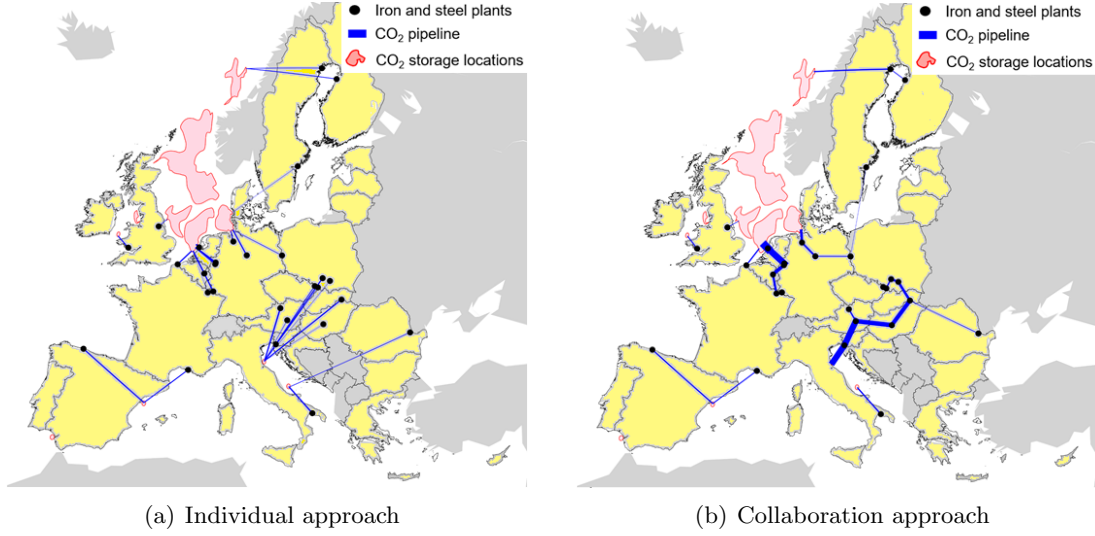 Iron and steel plants
CO₂ pipeline
CO₂ storage locations
Iron and steel plants
CO₂ pipeline
CO₂ storage locations
(a) Individual approach
(b) Collaboration approach